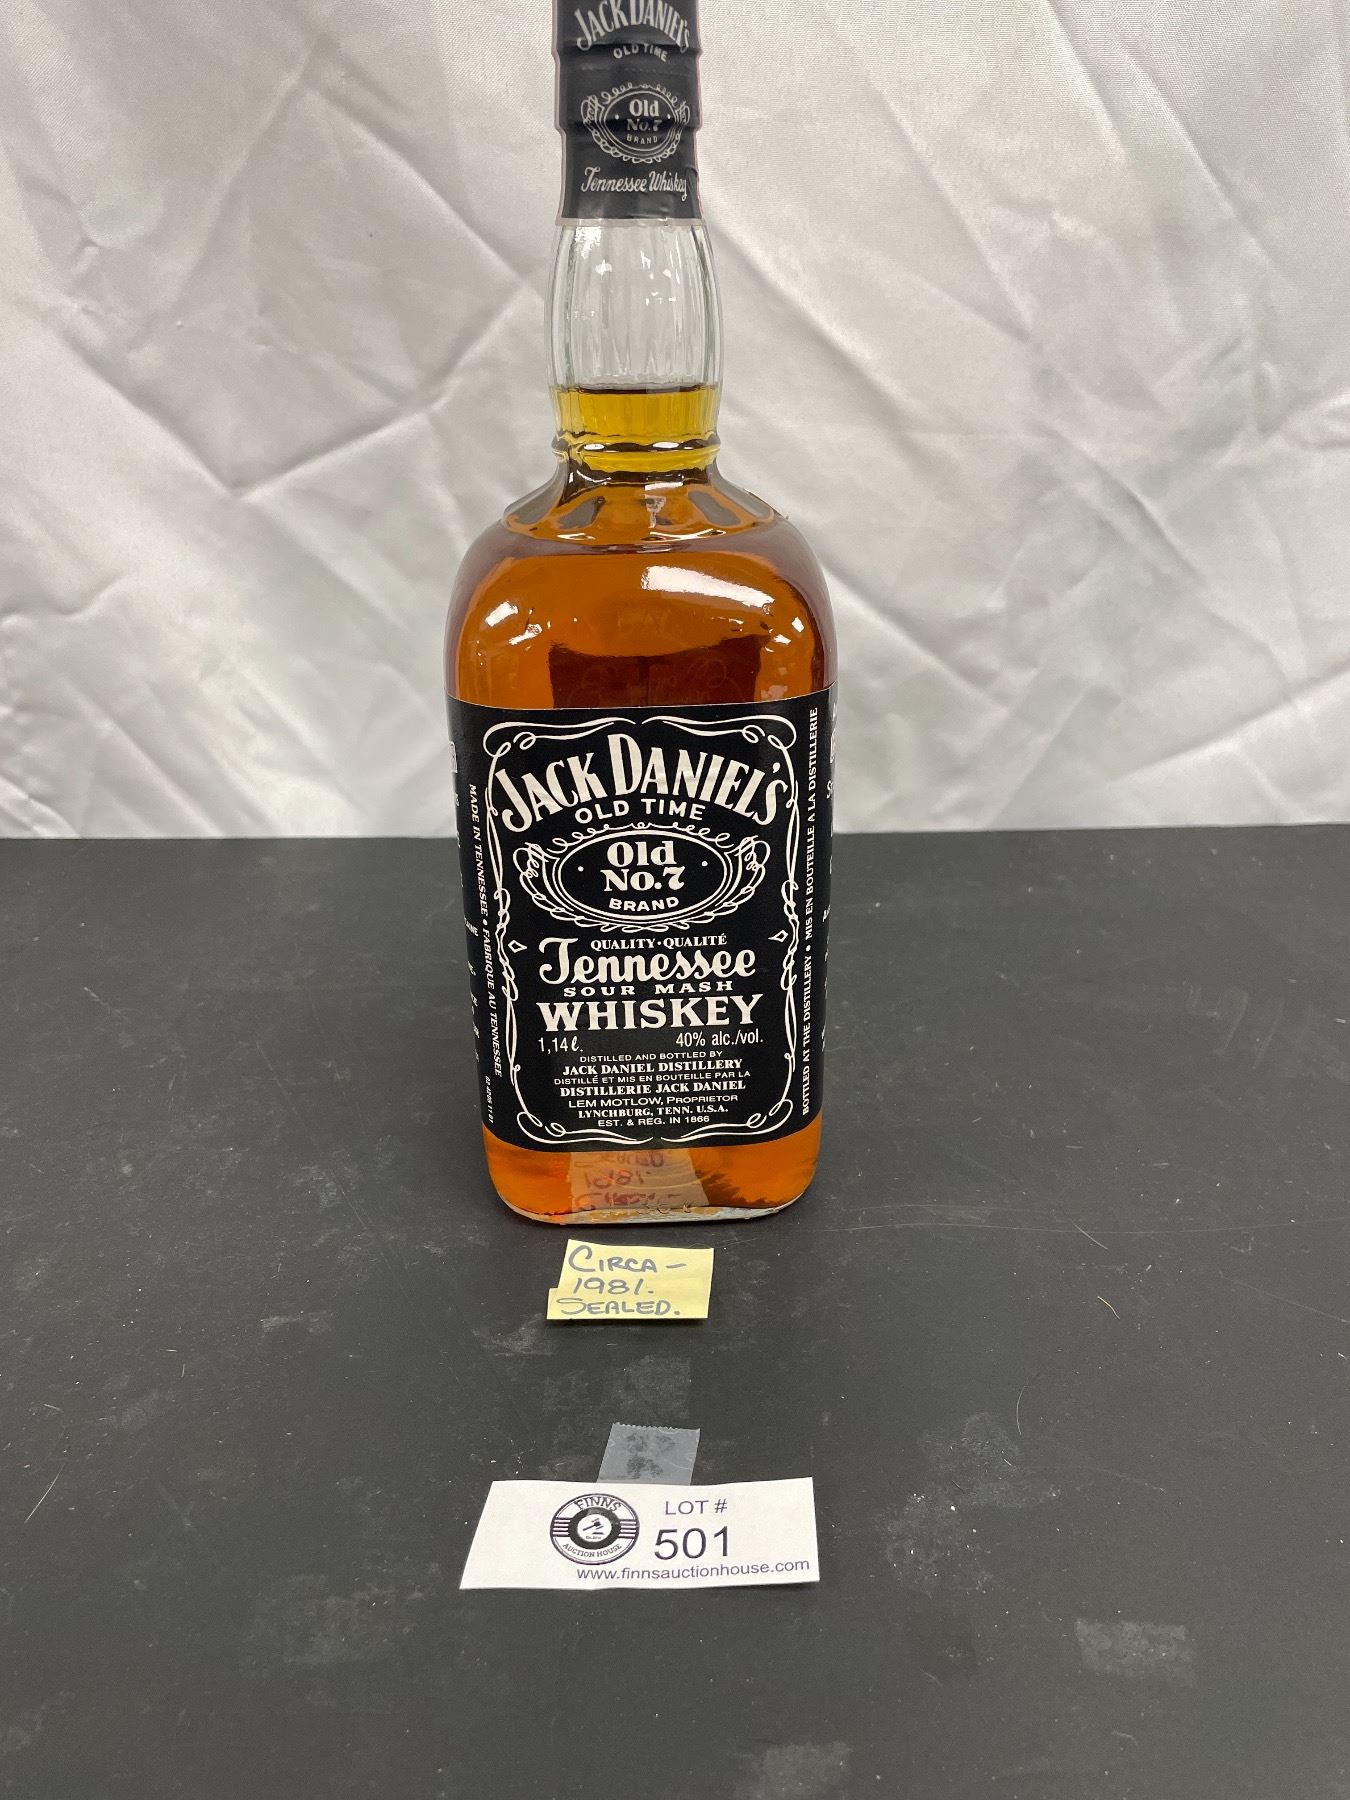 JACK DANIEL'S
OLD TIME
Old
No.7
BRAND
Tennessee Whiskey
JACK DANIEL'S
OLD TIME
Old
No.7
BRAND
QUALITY·QUALITÉ
Tennessee
SOUR MASH
WHISKEY
1,14 ℓ. 40% alc./vol.
DISTILLED AND BOTTLED BY
JACK DANIEL DISTILLERY
DISTILLÉ ET MIS EN BOUTEILLE PAR LA
DISTILLERIE JACK DANIEL
LEM MOTLOW, PROPRIETOR
LYNCHBURG, TENN. U.S.A.
EST. & REG. IN 1866
MADE IN TENNESSEE • FABRIQUE AU TENNESSEE
BOTTLED AT THE DISTILLERY • MIS EN BOUTEILLE A LA DISTILLERIE
CIRCA –
1981.
SEALED.
FINNS
AUCTION HOUSE
LOT #
501
www.finnsauctionhouse.com